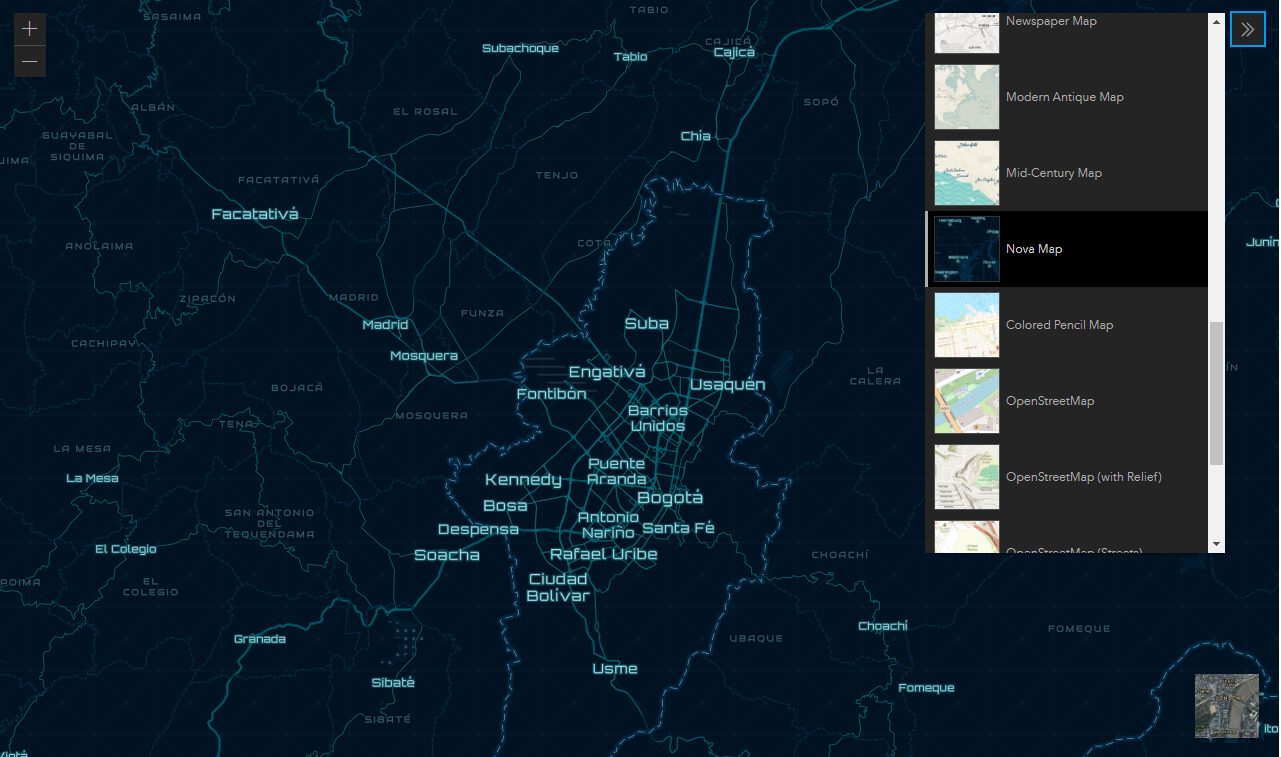 SASAIMA
TABIO
Newspaper Map
CAJICÁ
Subachoque
Tabio
Cajicá
Modern Antique Map
ALBÁN
EL ROSAL
SOPÓ
GUAYABAL
DE
SIQUIMA
Chía
Mid-Century Map
FACATATIVÁ
TENJO
Facatativá
ANOLAIMA
COTA
Nova Map
ZIPACÓN
MADRID
FUNZA
Madrid
Suba
Colored Pencil Map
CACHIPAY
Mosquera
Engativá
Usaquén
LA
CALERA
BOJACÁ
Fontibón
MOSQUERA
Barrios
Unidos
OpenStreetMap
TENA
LA MESA
La Mesa
Kennedy
Puente
Aranda
OpenStreetMap (with Relief)
Bosa
Bogotá
SAN ANTONIO
DEL
TEQUENDAMA
Despensa
Antonio
Nariño
Santa Fé
El Colegio
Soacha
Rafael Uribe
CHOACHÍ
OpenStreetMap (Streets)
EL
COLEGIO
Ciudad
Bolívar
Granada
Choachí
UBAQUE
FOMEQUE
Usme
Sibaté
Fomeque
SIBATÉ
LONDON